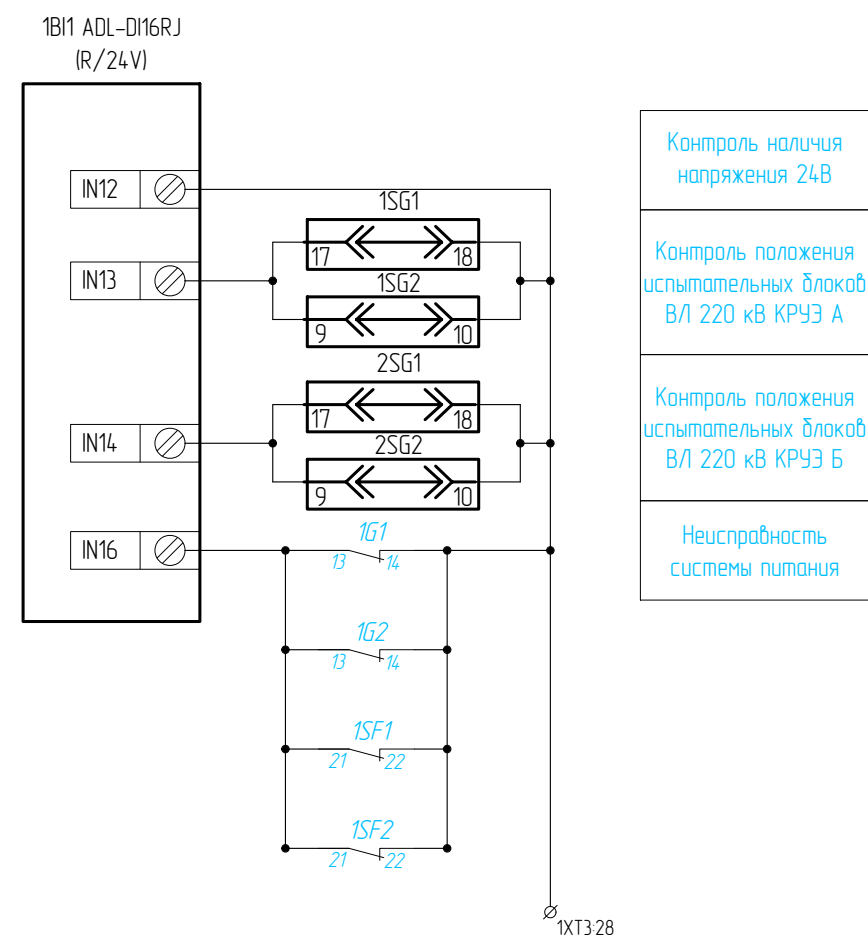 1BI1 ADL-DI16RJ
(R/24V)
IN12
1SG1
17
18
IN13
1SG2
9
10
2SG1
17
18
IN14
2SG2
9
10
IN16
1G1
13
14
1G2
13
14
1SF1
21
22
1SF2
21
22
1XT3:28
Контроль наличия
напряжения 24В
Контроль положения
испытательных блоков
ВЛ 220 кВ КРУЭ А
Контроль положения
испытательных блоков
ВЛ 220 кВ КРУЭ Б
Неисправность
системы питания